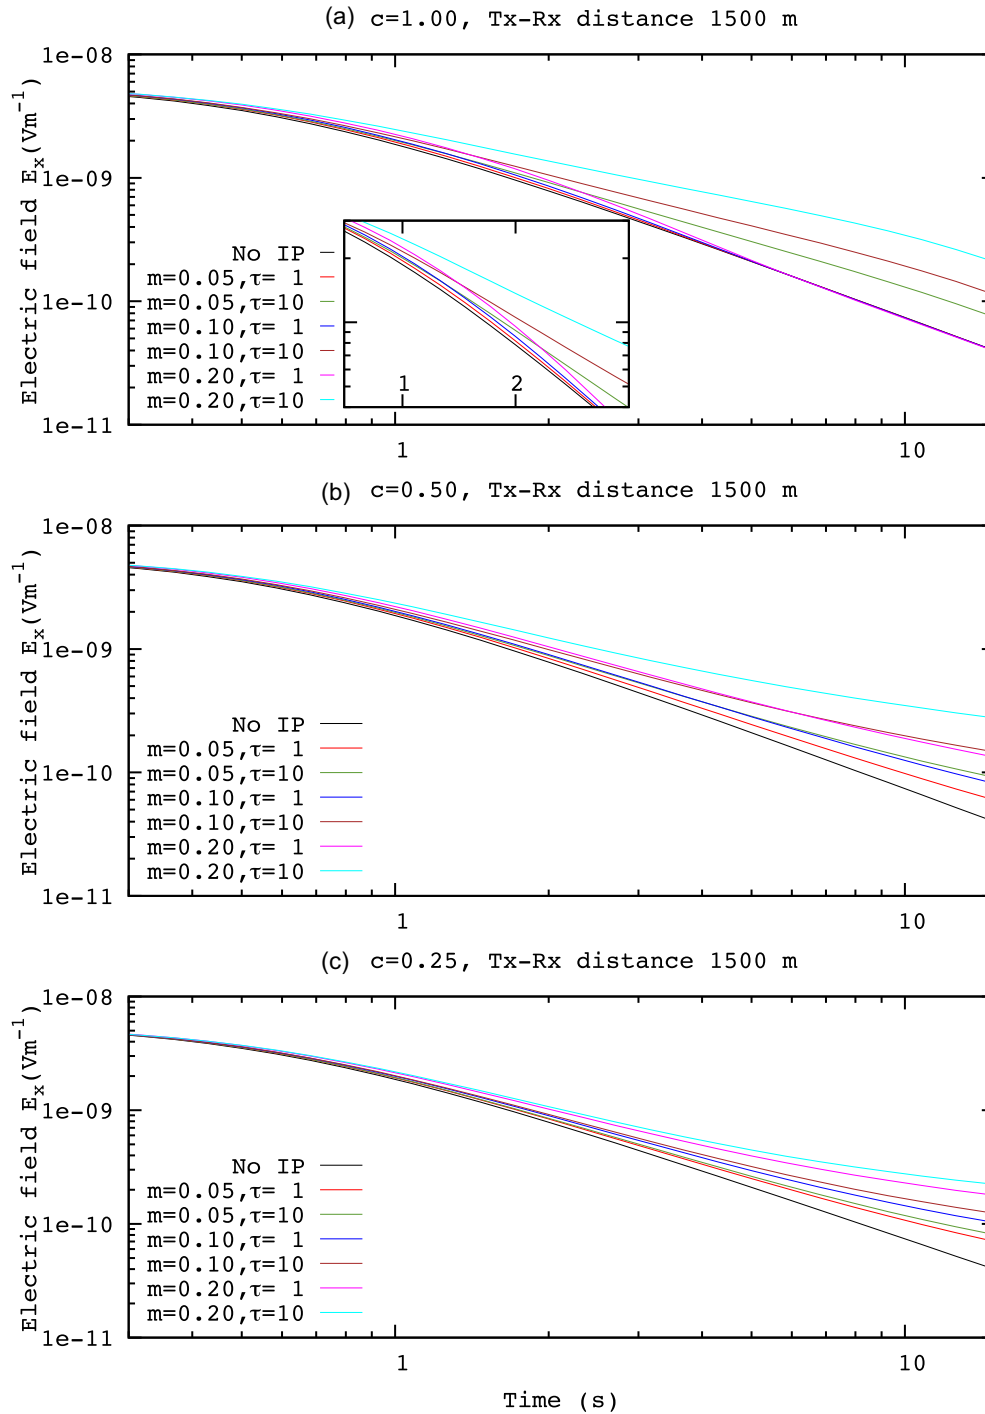 (a) c=1.00, Tx-Rx distance 1500 m
1e-08
1e-09
1e-10
1e-11
Electric field Ex(Vm-1)
No IP
m=0.05,τ= 1
m=0.05,τ=10
m=0.10,τ= 1
m=0.10,τ=10
m=0.20,τ= 1
m=0.20,τ=10
1 2
1 10
(b) c=0.50, Tx-Rx distance 1500 m
1e-08
1e-09
1e-10
1e-11
Electric field Ex(Vm-1)
No IP
m=0.05,τ= 1
m=0.05,τ=10
m=0.10,τ= 1
m=0.10,τ=10
m=0.20,τ= 1
m=0.20,τ=10
1 10
(c) c=0.25, Tx-Rx distance 1500 m
1e-08
1e-09
1e-10
1e-11
Electric field Ex(Vm-1)
No IP
m=0.05,τ= 1
m=0.05,τ=10
m=0.10,τ= 1
m=0.10,τ=10
m=0.20,τ= 1
m=0.20,τ=10
1 10
Time (s)